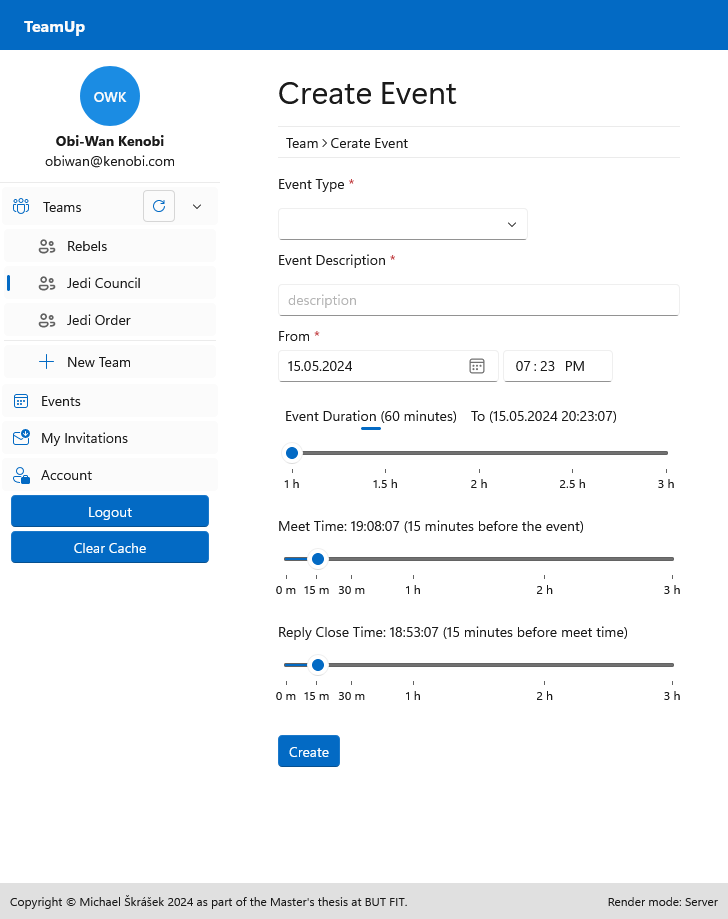 TeamUp
OWK
Obi-Wan Kenobi
obiwan@kenobi.com
Teams
Rebels
Jedi Council
Jedi Order
New Team
Events
My Invitations
Account
Logout
Clear Cache
Create Event
Team > Cerate Event
Event Type *
Event Description *
description
From *
15.05.2024 07:23 PM
Event Duration (60 minutes) To (15.05.2024 20:23:07)
1 h 1.5 h 2 h 2.5 h 3 h
Meet Time: 19:08:07 (15 minutes before the event)
0 m 15 m 30 m 1 h 2 h 3 h
Reply Close Time: 18:53:07 (15 minutes before meet time)
0 m 15 m 30 m 1 h 2 h 3 h
Create
Copyright © Michael Škrášek 2024 as part of the Master's thesis at BUT FIT. Render mode: Server